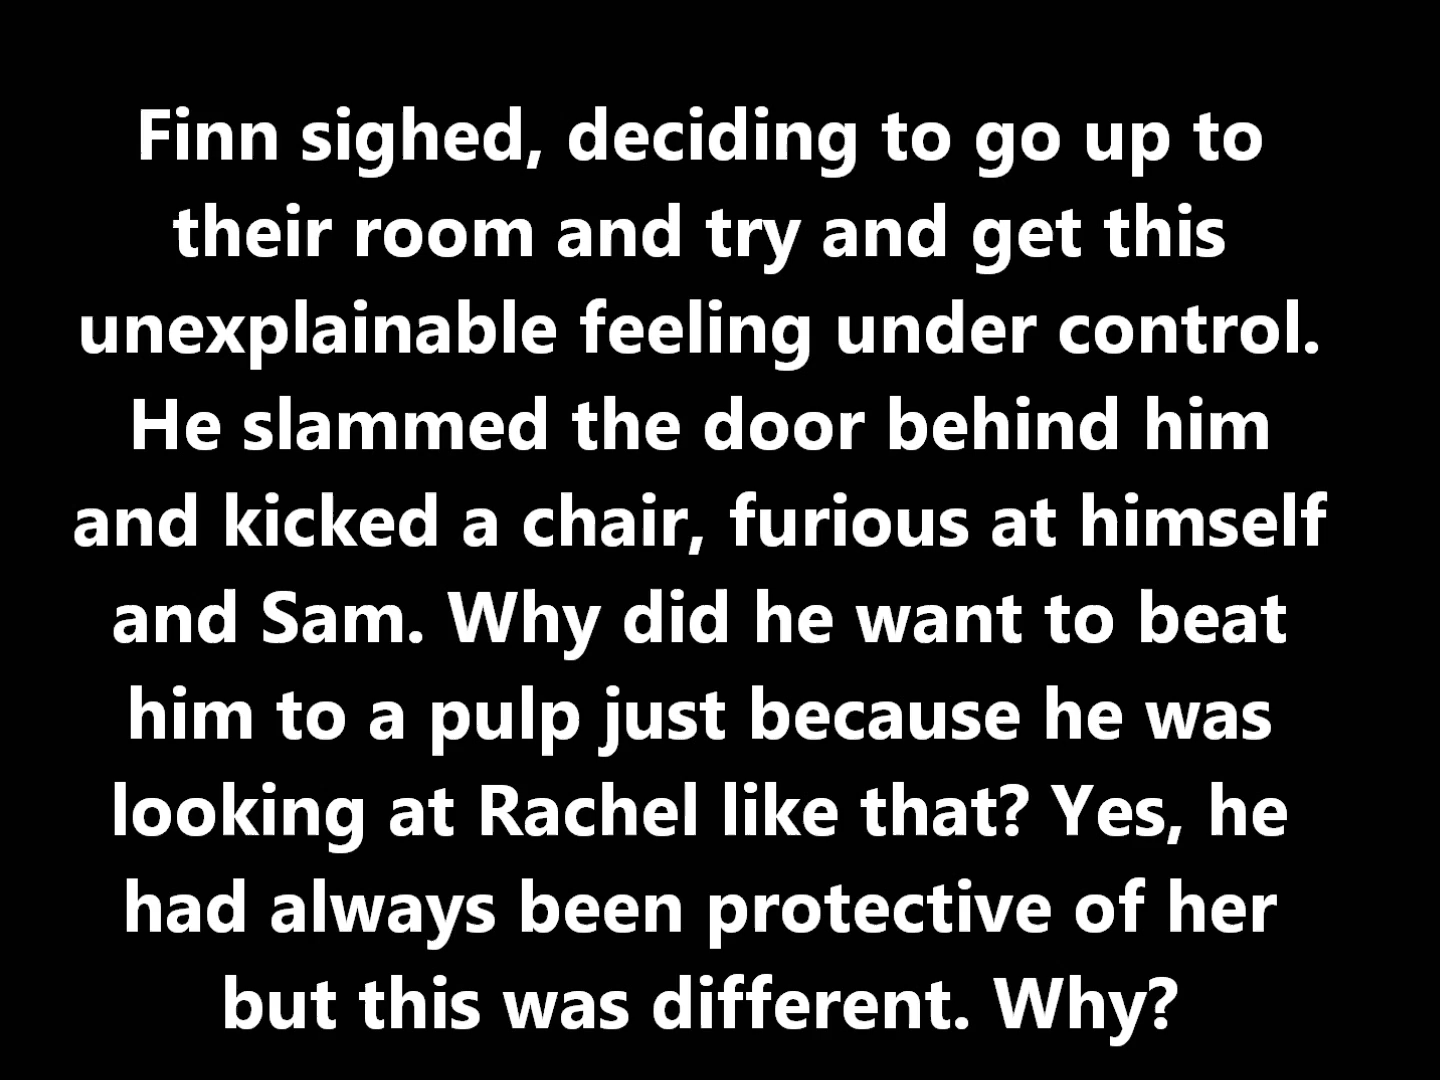 Finn sighed, deciding to go up to
their room and try and get this
unexplainable feeling under control.
He slammed the door behind him
and kicked a chair, furious at himself
and Sam. Why did he want to beat
him to a pulp just because he was
looking at Rachel like that? Yes, he
had always been protective of her
but this was different. Why?